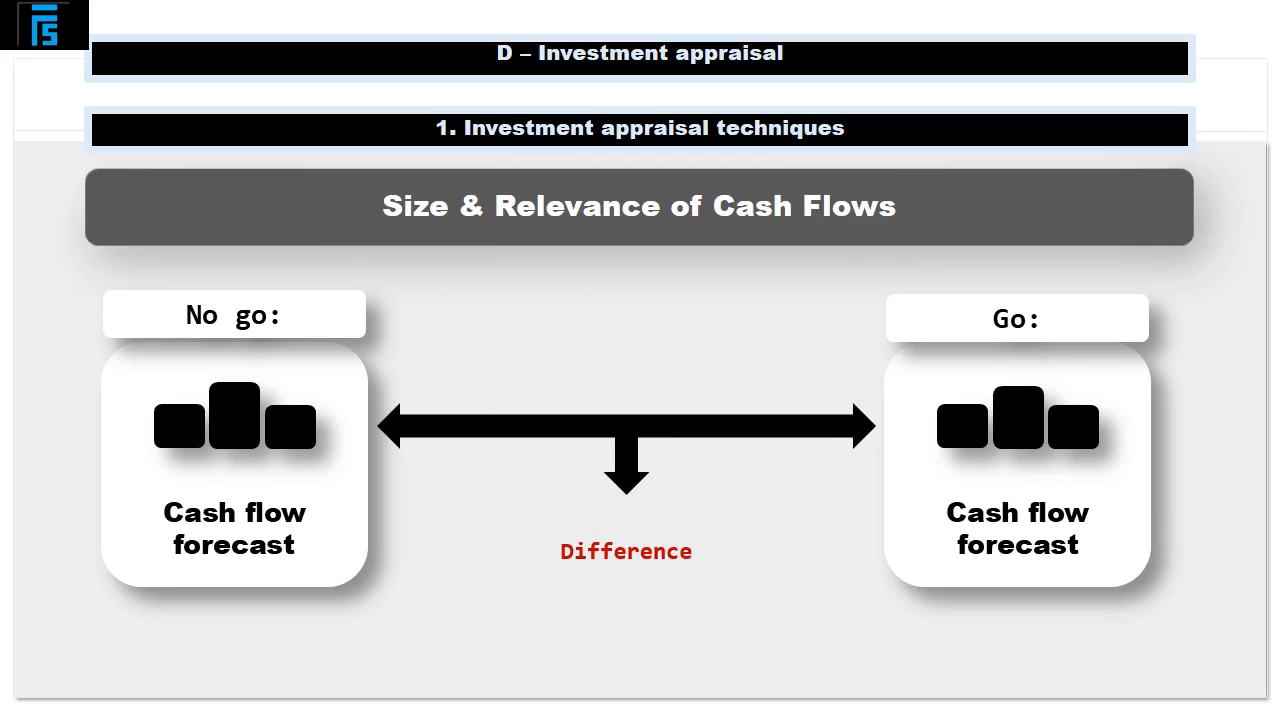 D – Investment appraisal
1. Investment appraisal techniques
Size & Relevance of Cash Flows
No go:
Go:
Cash flow
forecast
Cash flow
forecast
Difference